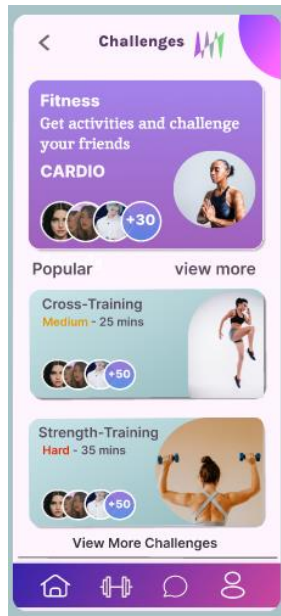 Challenges
Fitness
Get activities and challenge
your friends
CARDIO
+30
Popular view more
Cross-Training
Medium - 25 mins
+50
Strength-Training
Hard - 35 mins
+50
View More Challenges